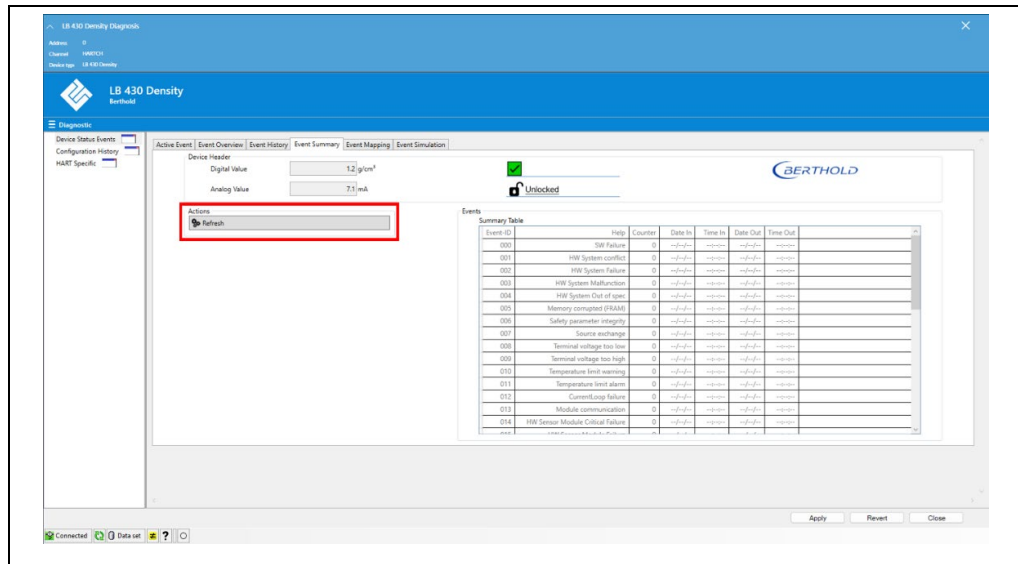 LB 430 Density Diagnosis
Address 0
Channel HARTCH
Device type LB 430 Density
LB 430 Density
Berthold
Diagnostic
Device Status Events
Configuration History
HART Specific
Active Event Event Overview Event History Event Summary Event Mapping Event Simulation
Device Header
Digital Value 1.2 g/cm³
Analog Value 7.1 mA
Unlocked
BERTHOLD
Actions
Refresh
Events
Summary Table
Event-ID Help Counter Date In Time In Date Out Time Out
000 SW Failure 0 --/--/-- --:--:-- --/--/-- --:--:--
001 HW System conflict 0 --/--/-- --:--:-- --/--/-- --:--:--
002 HW System Failure 0 --/--/-- --:--:-- --/--/-- --:--:--
003 HW System Malfunction 0 --/--/-- --:--:-- --/--/-- --:--:--
004 HW System Out of spec 0 --/--/-- --:--:-- --/--/-- --:--:--
005 Memory corrupted (FRAM) 0 --/--/-- --:--:-- --/--/-- --:--:--
006 Safety parameter integrity 0 --/--/-- --:--:-- --/--/-- --:--:--
007 Source exchange 0 --/--/-- --:--:-- --/--/-- --:--:--
008 Terminal voltage too low 0 --/--/-- --:--:-- --/--/-- --:--:--
009 Terminal voltage too high 0 --/--/-- --:--:-- --/--/-- --:--:--
010 Temperature limit warning 0 --/--/-- --:--:-- --/--/-- --:--:--
011 Temperature limit alarm 0 --/--/-- --:--:-- --/--/-- --:--:--
012 CurrentLoop failure 0 --/--/-- --:--:-- --/--/-- --:--:--
013 Module communication 0 --/--/-- --:--:-- --/--/-- --:--:--
014 HW Sensor Module Critical Failure 0 --/--/-- --:--:-- --/--/-- --:--:--
Apply Revert Close
Connected Data set ?